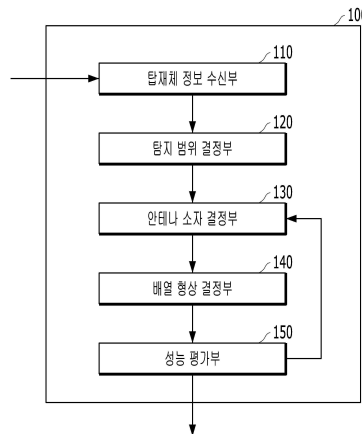 100
110
탑재체 정보 수신부
120
탐지 범위 결정부
130
안테나 소자 결정부
140
배열 형상 결정부
150
성능 평가부